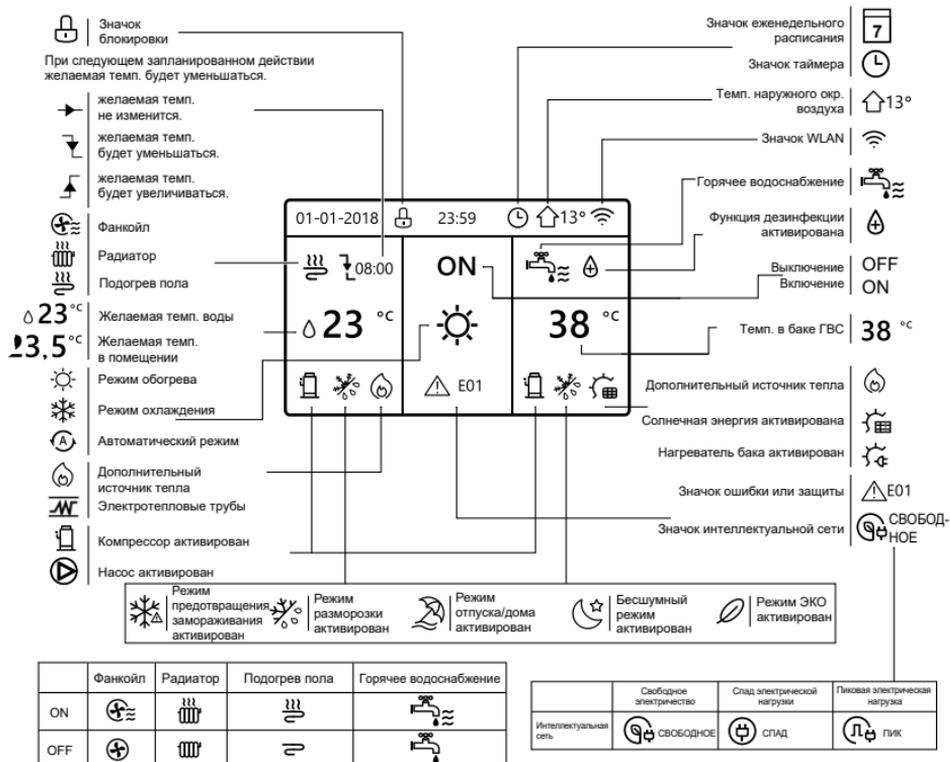 Значок
блокировки
При следующем запланированном действии
желаемая темп. будет уменьшаться.
желаемая темп.
не изменится.
желаемая темп.
будет уменьшаться.
желаемая темп.
будет увеличиваться.
Фанкойл
Радиатор
Подогрев пола
23 °C
Желаемая темп. воды
23,5 °C
Желаемая темп.
в помещении
Режим обогрева
Режим охлаждения
A
Автоматический режим
Дополнительный
источник тепла
Электротепловые трубы
Компрессор активирован
Насос активирован
01-01-2018 23:59 13°
08:00
ON
23 °C
38 °C
E01
Значок еженедельного
расписания
7
Значок таймера
Темп. наружного окр.
воздуха
13°
Значок WLAN
Горячее водоснабжение
Функция дезинфекции
активирована
Выключение OFF
Включение ON
Темп. в баке ГВС 38 °C
Дополнительный источник тепла
Солнечная энергия активирована
Нагреватель бака активирован
Значок ошибки или защиты E01
Значок интеллектуальной сети
СВОБОД-
НОЕ
Режим
предотвращения
замораживания
активирован
Режим
разморозки
активирован
Режим
отпуска/дома
активирован
Бесшумный
режим
активирован
Режим ЭКО
активирован
Фанкойл Радиатор Подогрев пола Горячее водоснабжение
ON
OFF
Свободное
электричество
Спад электрической
нагрузки
Пиковая электрическая
нагрузка
Интеллектуальная
сеть
СВОБОДНОЕ
СПАД
ПИК